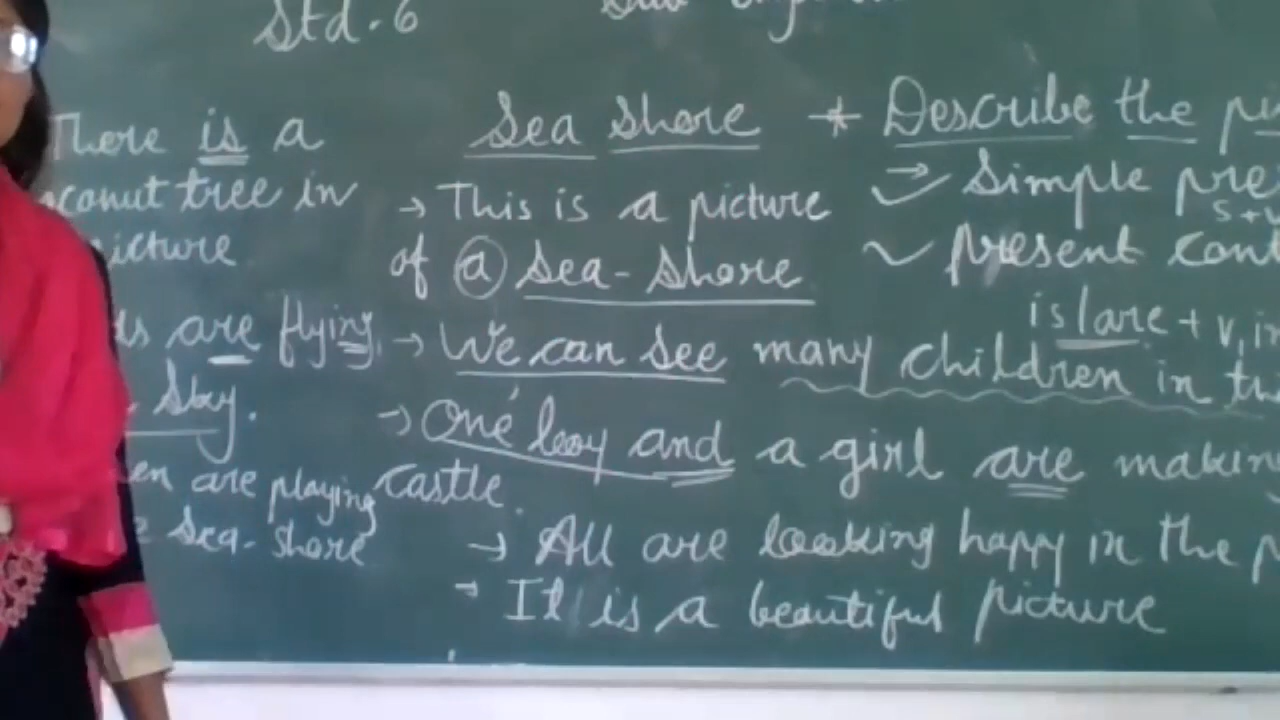 Std. 6
There is a
tree in
are flying
Sky.
are playing
Sea-shore
Sea Shore
→ This is a picture
of a Sea-Shore
→ We can see many children in
→ One boy and a girl are making
castle.
→ All are looking happy in the
→ It is a beautiful picture
* Describe the
→ Simple
S+V
Present
is/are + V1